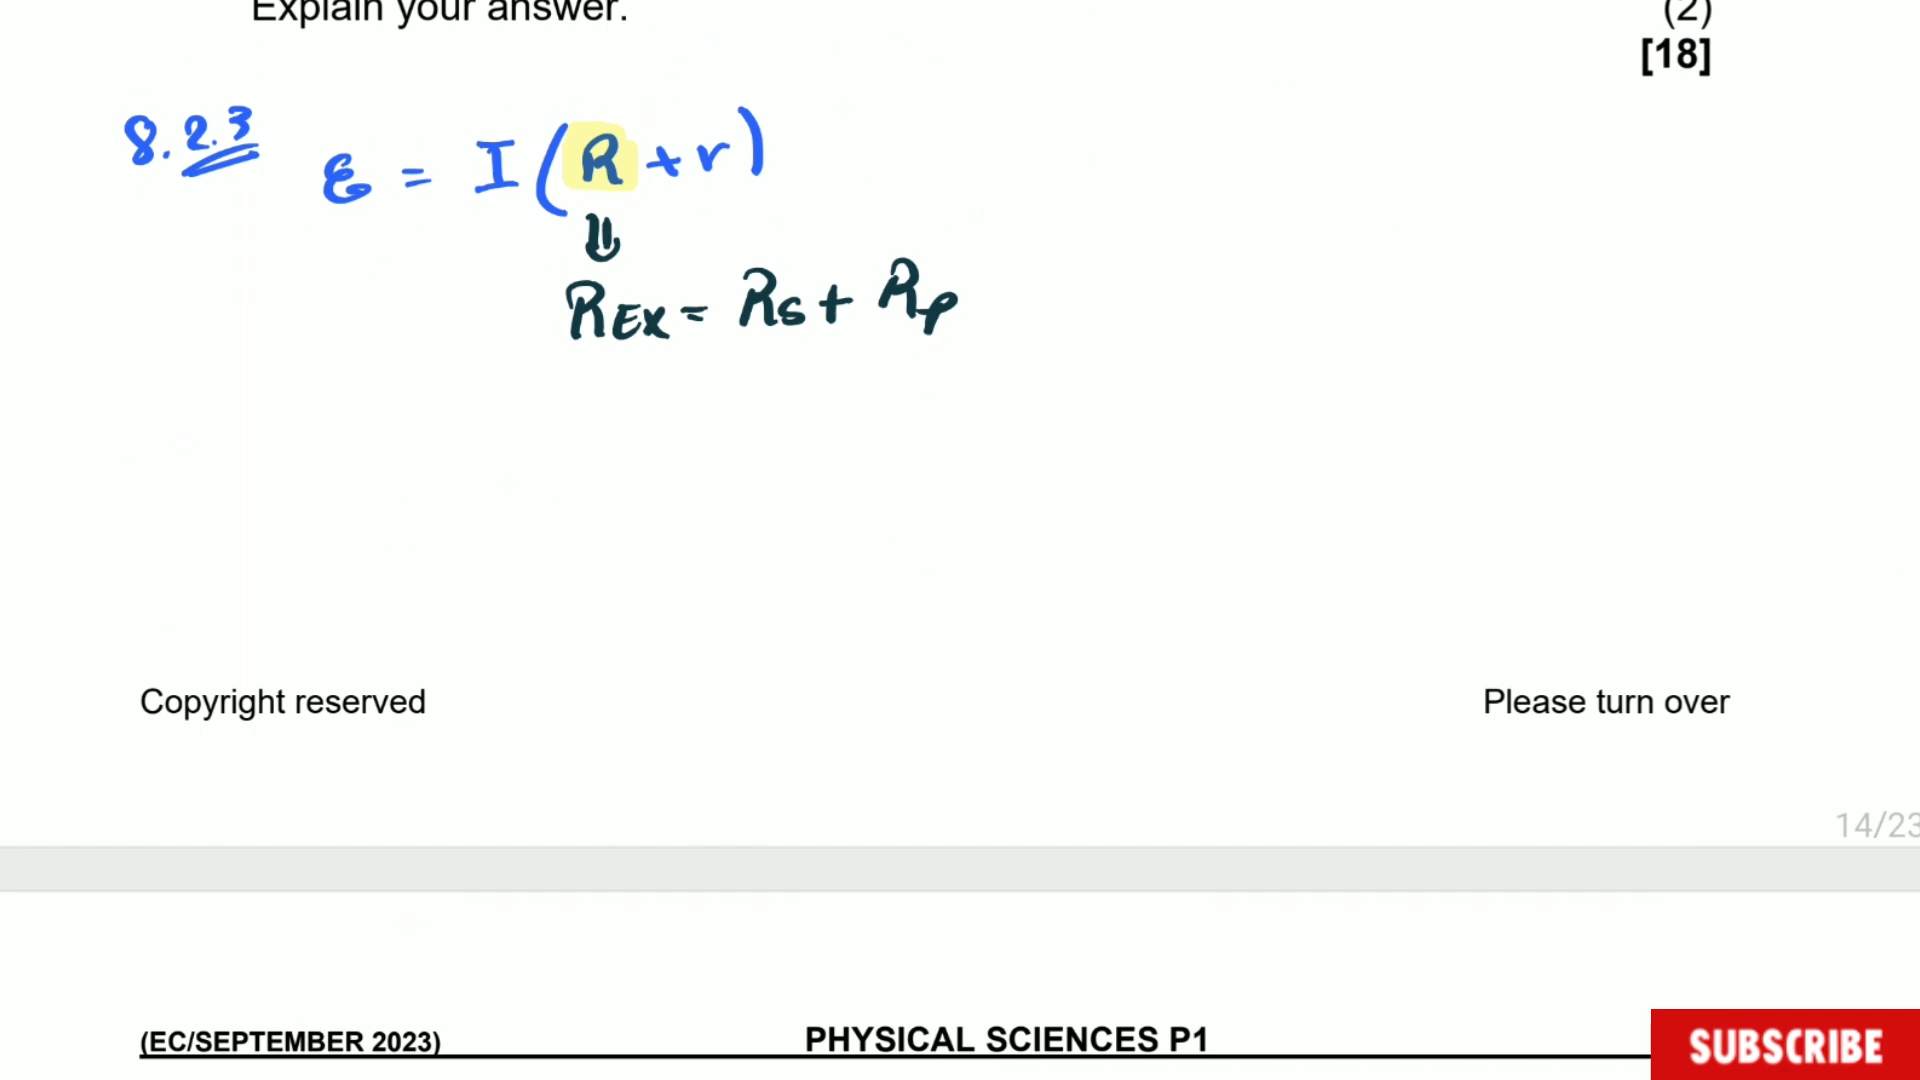 Explain your answer.
(2)
[18]
8.2.3
ε = I(R + r)
⇓
REX = RS + RP
Copyright reserved
Please turn over
14/23
(EC/SEPTEMBER 2023)
PHYSICAL SCIENCES P1
SUBSCRIBE